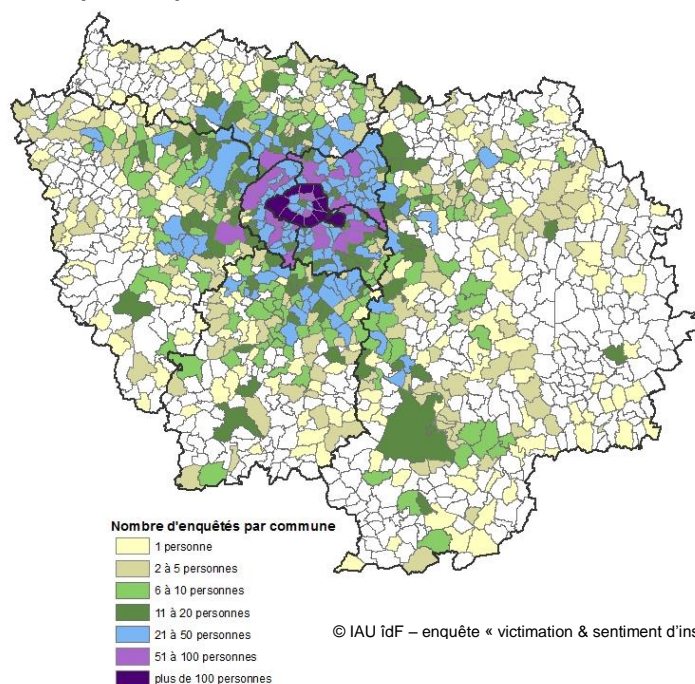 Nombre d'enquêtés par commune
1 personne
2 à 5 personnes
6 à 10 personnes
11 à 20 personnes
21 à 50 personnes
51 à 100 personnes
plus de 100 personnes
© IAU îdF – enquête « victimation & sentiment d'ins